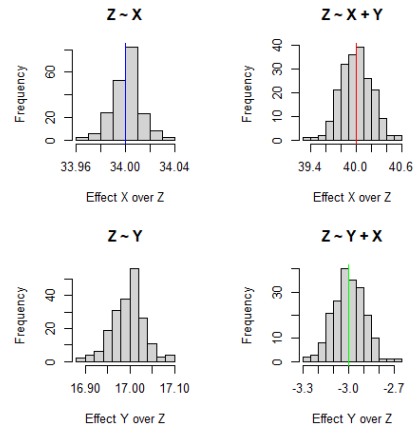 Z ~ X
Frequency
0 20 60
33.96 34.00 34.04
Effect X over Z
Z ~ X + Y
Frequency
0 10 20 30 40
39.4 40.0 40.6
Effect X over Z
Z ~ Y
Frequency
0 20 40
16.90 17.00 17.10
Effect Y over Z
Z ~ Y + X
Frequency
0 10 30
-3.3 -3.0 -2.7
Effect Y over Z